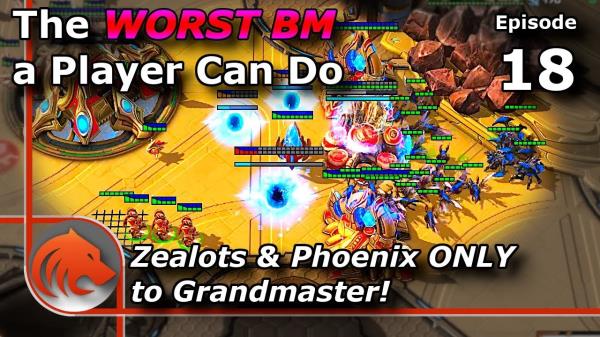 The WORST BM
a Player Can Do
Episode
18
Zealots & Phoenix ONLY
to Grandmaster!